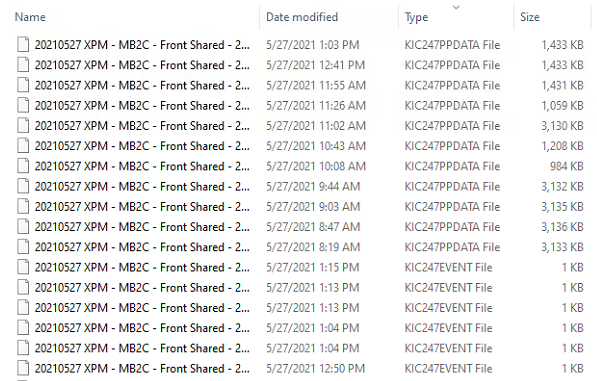 Name Date modified Type Size
20210527 XPM - MB2C - Front Shared - 2... 5/27/2021 1:03 PM KIC247PPDATA File 1,433 KB
20210527 XPM - MB2C - Front Shared - 2... 5/27/2021 12:41 PM KIC247PPDATA File 1,433 KB
20210527 XPM - MB2C - Front Shared - 2... 5/27/2021 11:55 AM KIC247PPDATA File 1,431 KB
20210527 XPM - MB2C - Front Shared - 2... 5/27/2021 11:26 AM KIC247PPDATA File 1,059 KB
20210527 XPM - MB2C - Front Shared - 2... 5/27/2021 11:02 AM KIC247PPDATA File 3,130 KB
20210527 XPM - MB2C - Front Shared - 2... 5/27/2021 10:43 AM KIC247PPDATA File 1,208 KB
20210527 XPM - MB2C - Front Shared - 2... 5/27/2021 10:08 AM KIC247PPDATA File 984 KB
20210527 XPM - MB2C - Front Shared - 2... 5/27/2021 9:44 AM KIC247PPDATA File 3,132 KB
20210527 XPM - MB2C - Front Shared - 2... 5/27/2021 9:03 AM KIC247PPDATA File 3,135 KB
20210527 XPM - MB2C - Front Shared - 2... 5/27/2021 8:47 AM KIC247PPDATA File 3,136 KB
20210527 XPM - MB2C - Front Shared - 2... 5/27/2021 8:19 AM KIC247PPDATA File 3,133 KB
20210527 XPM - MB2C - Front Shared - 2... 5/27/2021 1:15 PM KIC247EVENT File 1 KB
20210527 XPM - MB2C - Front Shared - 2... 5/27/2021 1:13 PM KIC247EVENT File 1 KB
20210527 XPM - MB2C - Front Shared - 2... 5/27/2021 1:13 PM KIC247EVENT File 1 KB
20210527 XPM - MB2C - Front Shared - 2... 5/27/2021 1:04 PM KIC247EVENT File 1 KB
20210527 XPM - MB2C - Front Shared - 2... 5/27/2021 1:04 PM KIC247EVENT File 1 KB
20210527 XPM - MB2C - Front Shared - 2... 5/27/2021 12:50 PM KIC247EVENT File 1 KB